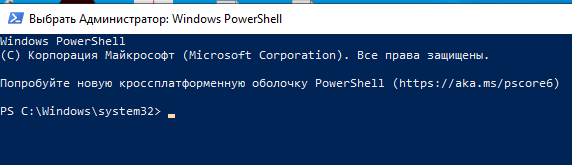 Выбрать Администратор: Windows PowerShell
Windows PowerShell
(C) Корпорация Майкрософт (Microsoft Corporation). Все права защищены.
Попробуйте новую кроссплатформенную оболочку PowerShell (https://aka.ms/pscore6)
PS C:\Windows\system32>